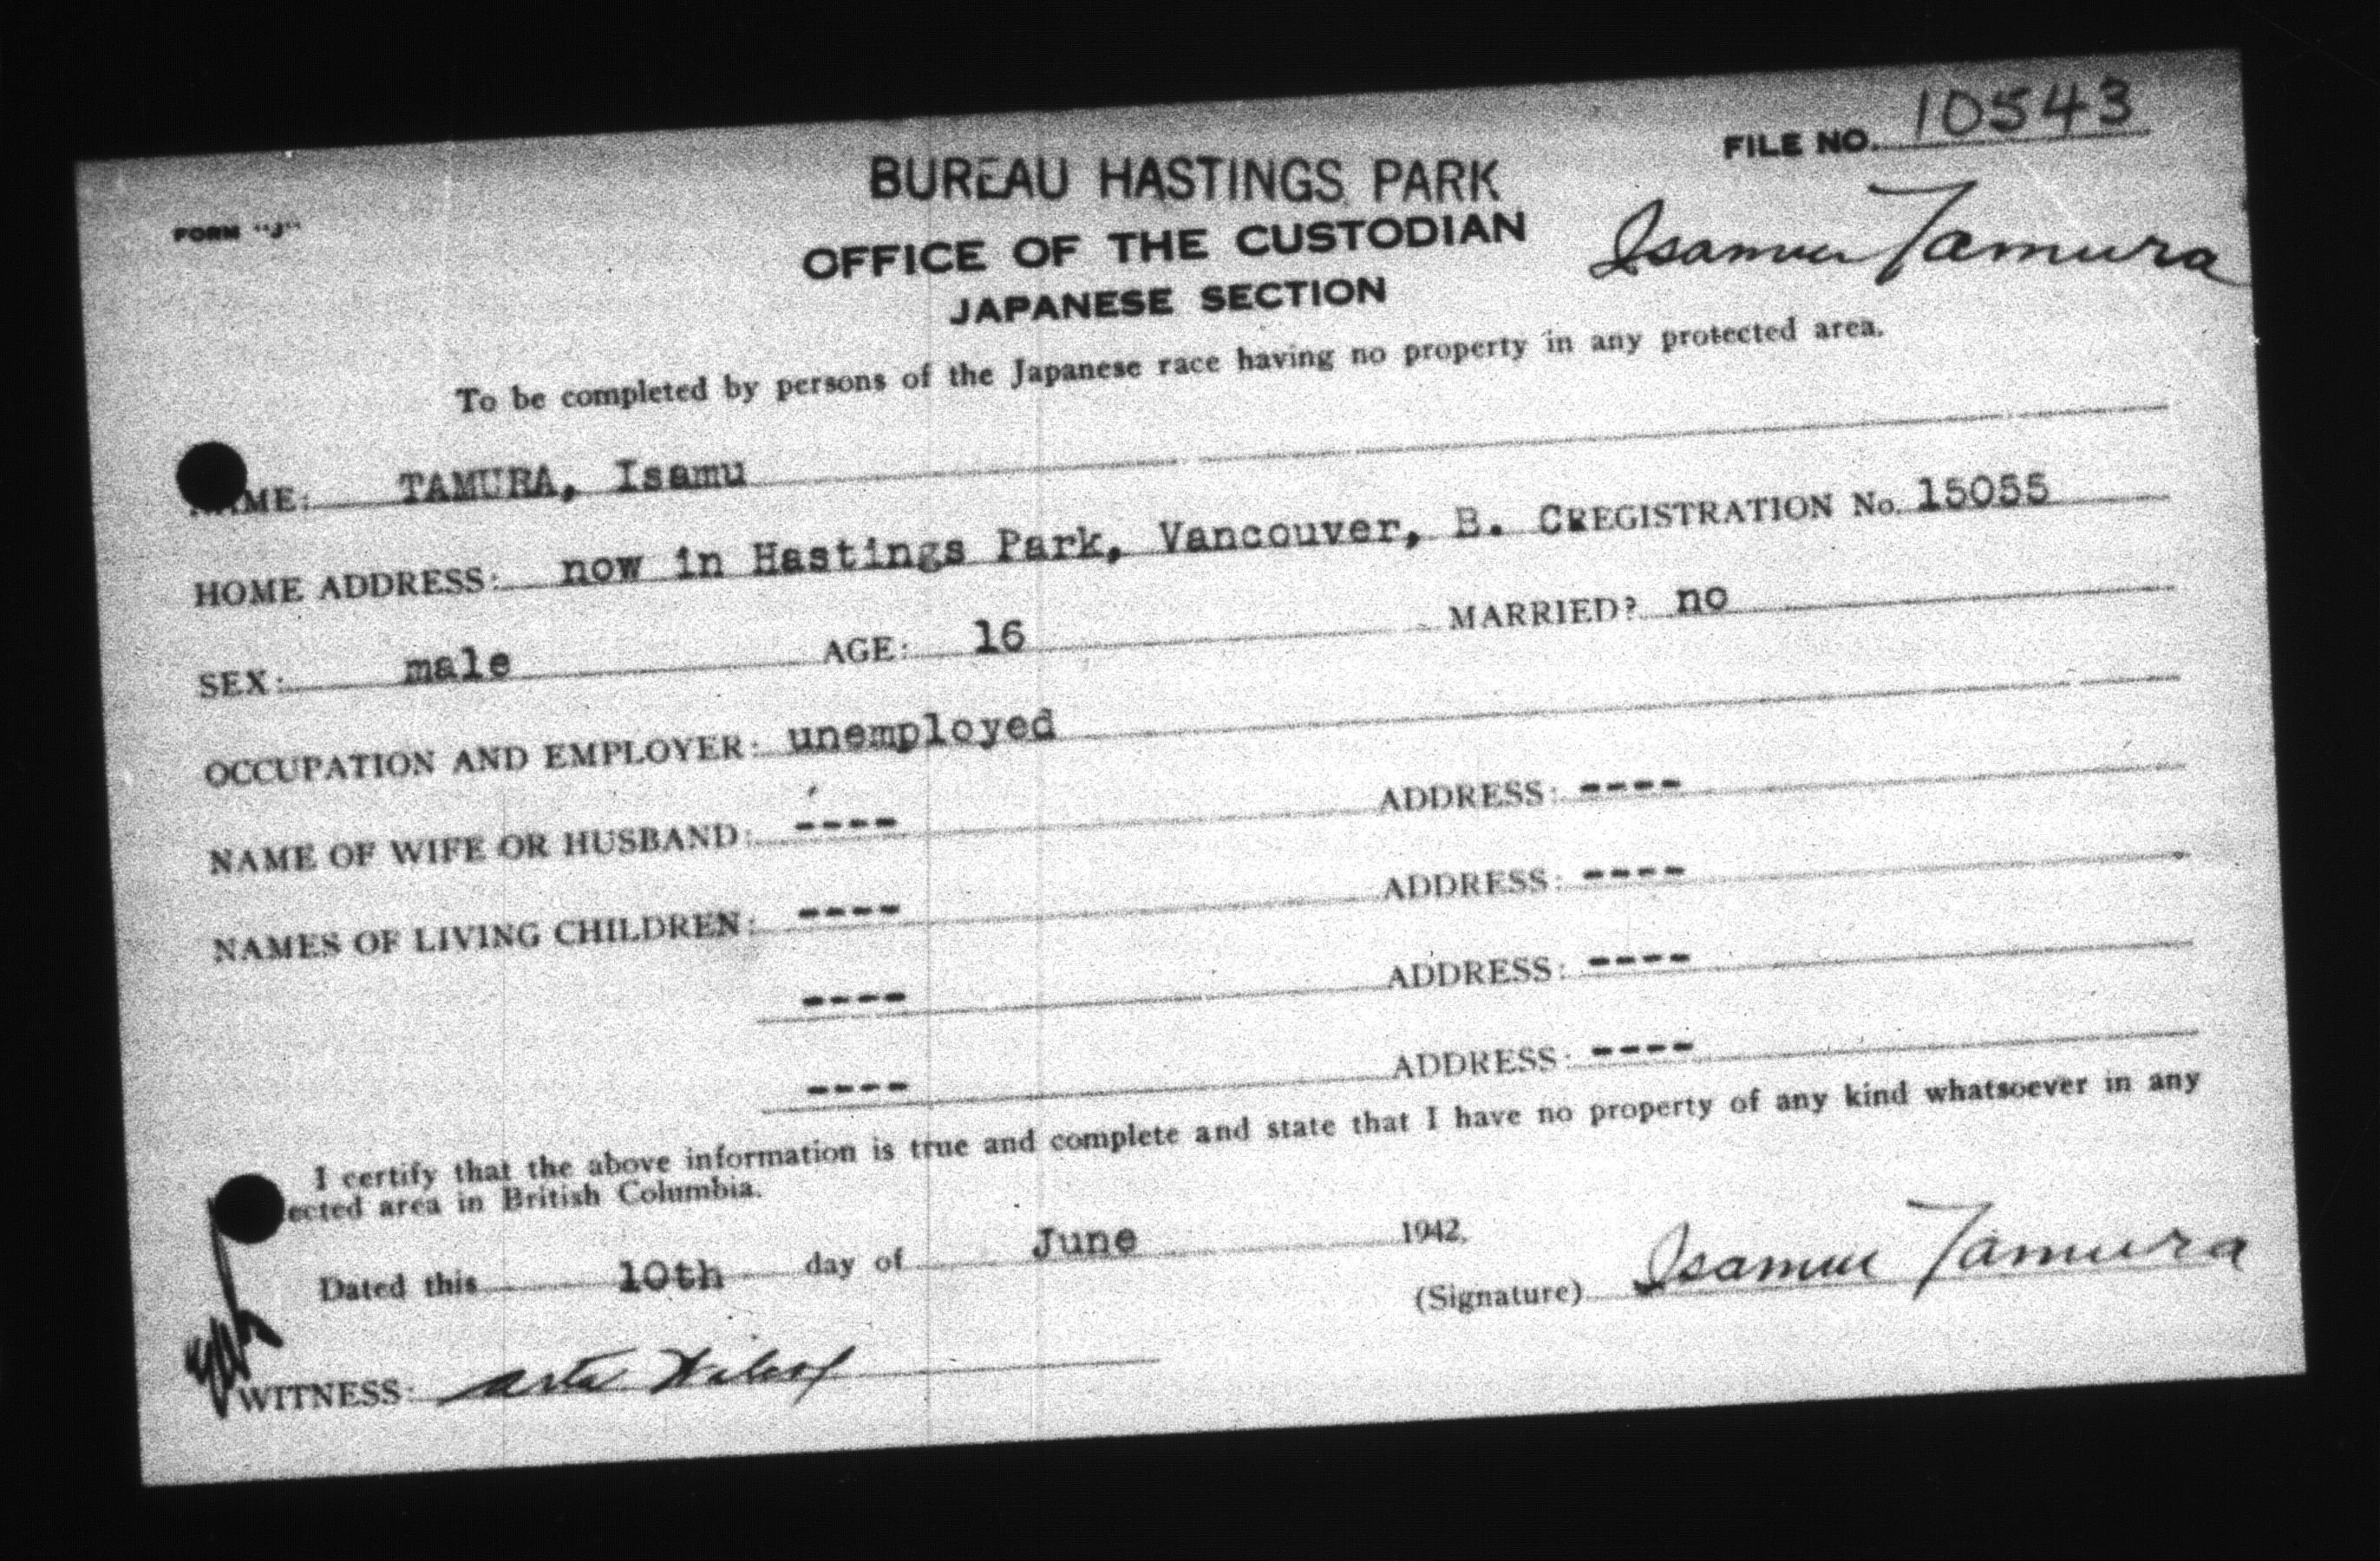 FILE NO. 10543
BUREAU HASTINGS PARK
FORM "J"
OFFICE OF THE CUSTODIAN
Isamu Tamura
JAPANESE SECTION
To be completed by persons of the Japanese race having no property in any protected area.
ME: TAMURA, Isamu
HOME ADDRESS: now in Hastings Park, Vancouver, B. C REGISTRATION No. 15055
SEX: male AGE: 16 MARRIED? no
OCCUPATION AND EMPLOYER: unemployed
NAME OF WIFE OR HUSBAND: ---- ADDRESS: ----
NAMES OF LIVING CHILDREN: ---- ADDRESS: ----
---- ADDRESS: ----
---- ADDRESS: ----
I certify that the above information is true and complete and state that I have no property of any kind whatsoever in any
ected area in British Columbia.
Dated this 10th day of June 1942.
(Signature) Isamu Tamura
WITNESS: